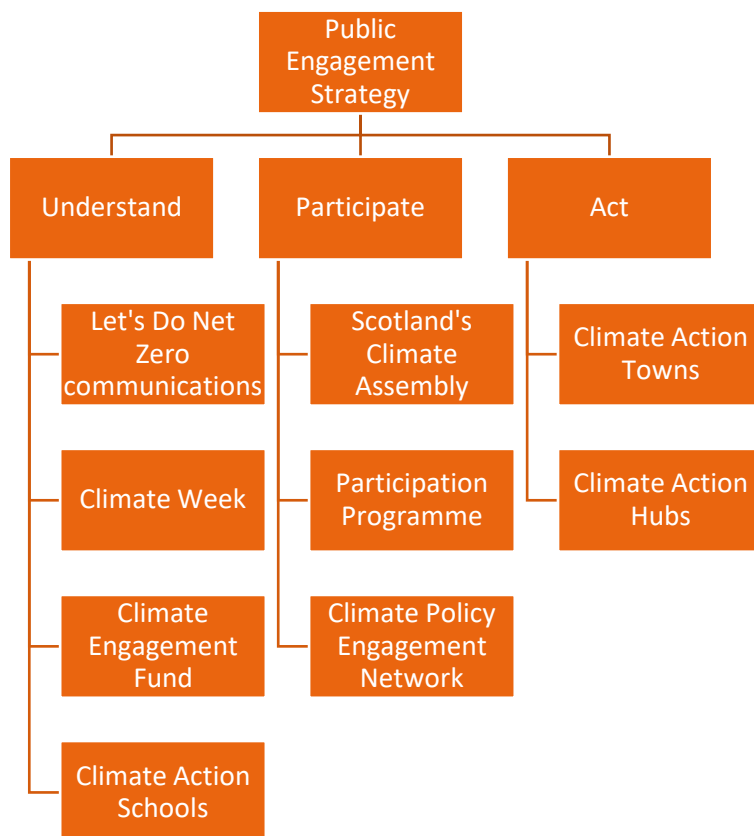 Public
Engagement
Strategy
Understand
Participate
Act
Let's Do Net
Zero
communications
Scotland's
Climate
Assembly
Climate Action
Towns
Climate Week
Participation
Programme
Climate Action
Hubs
Climate
Engagement
Fund
Climate Policy
Engagement
Network
Climate Action
Schools